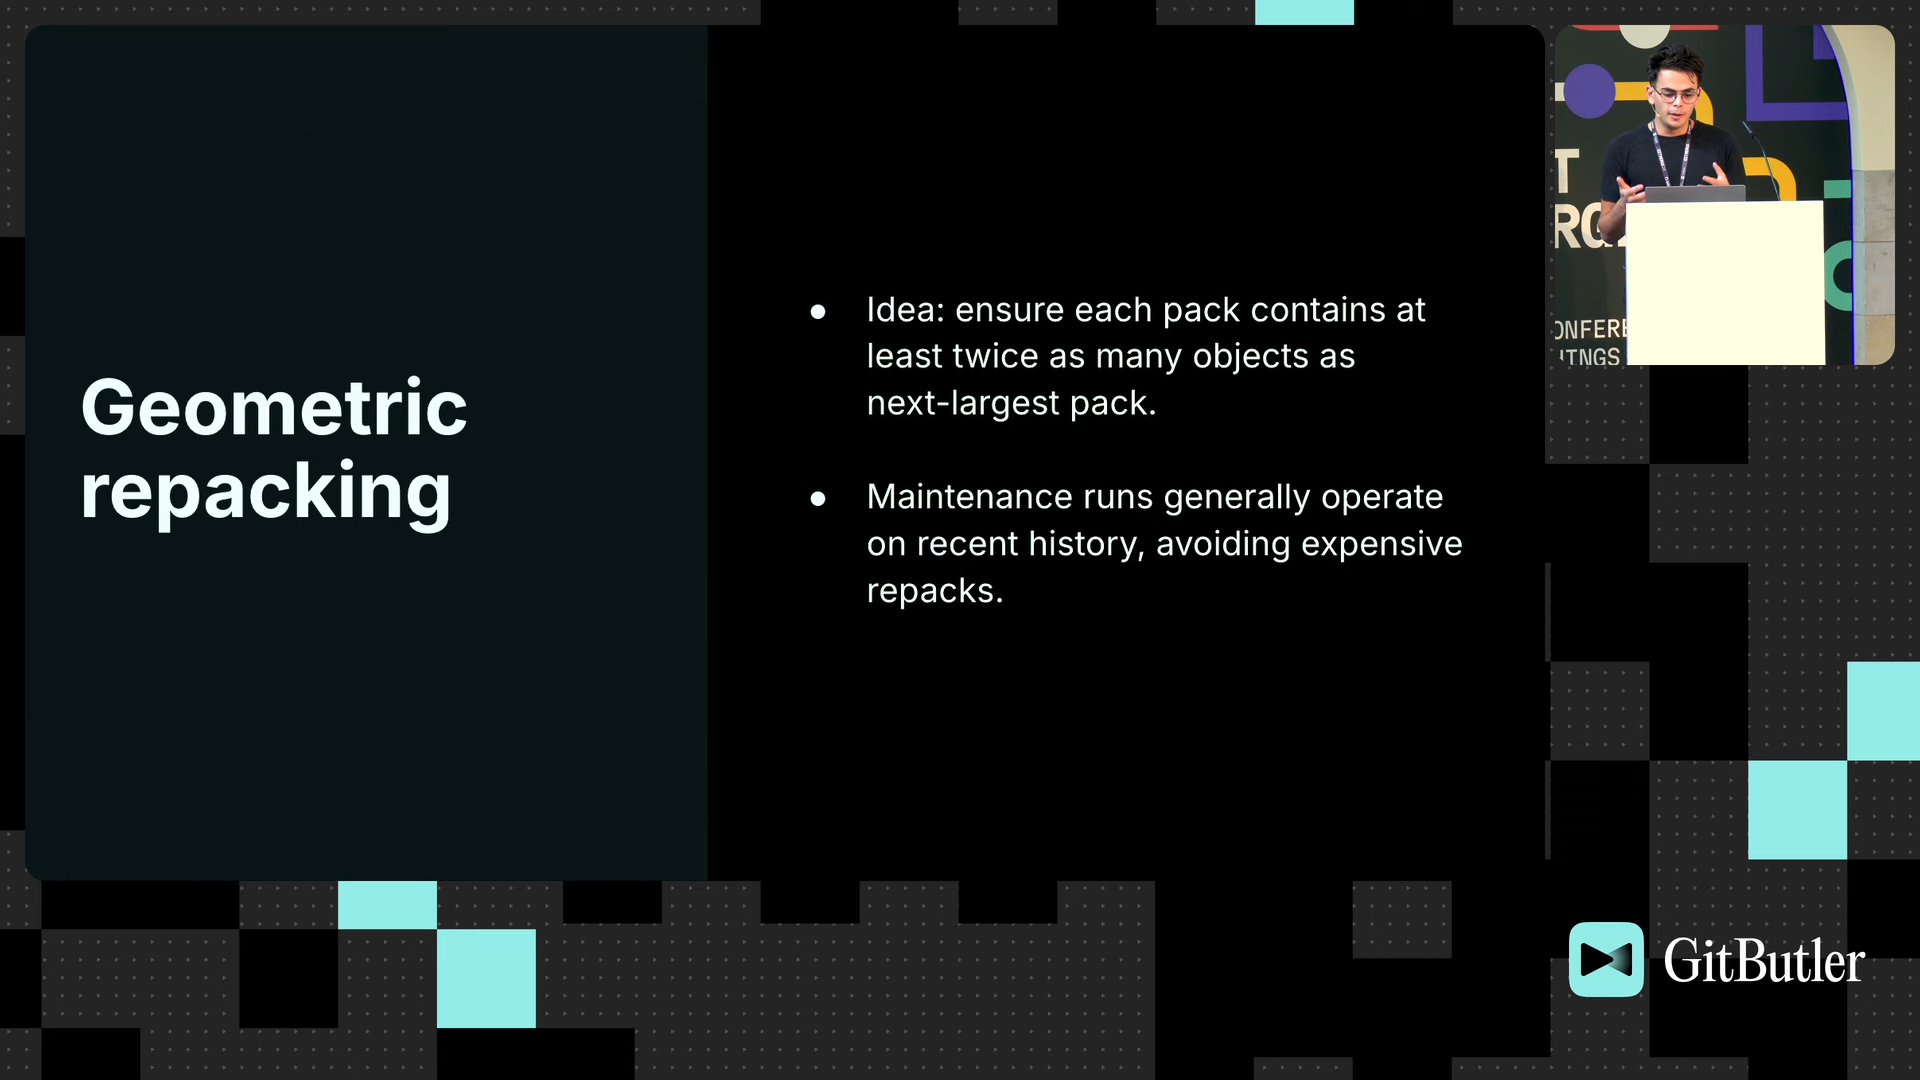 Geometric
repacking
● Idea: ensure each pack contains at
least twice as many objects as
next-largest pack.
● Maintenance runs generally operate
on recent history, avoiding expensive
repacks.
T
RG
ONFERE
GitButler